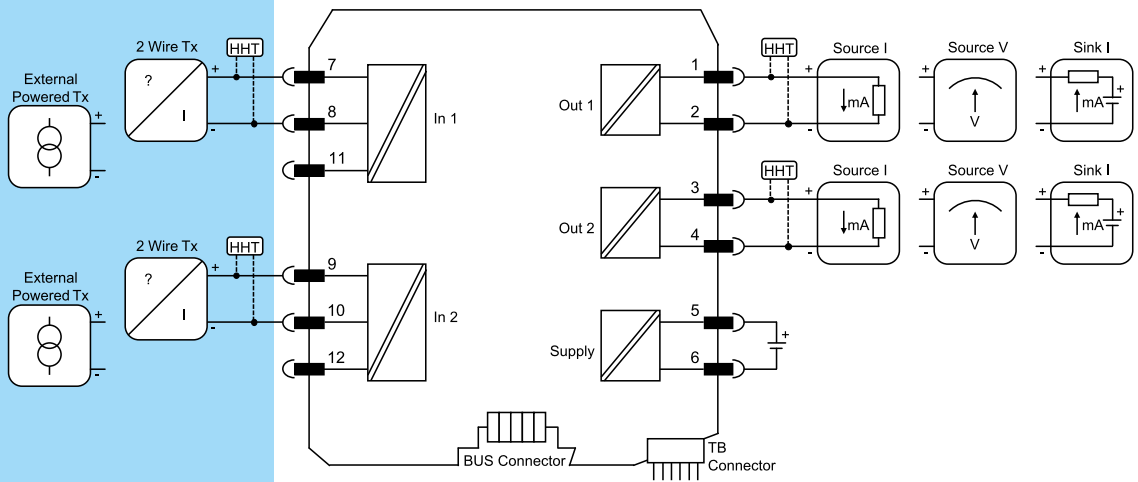 2 Wire Tx
HHT
External
Powered Tx
?
I
+
-
+
-
7
8
11
In 1
2 Wire Tx
HHT
External
Powered Tx
?
I
+
-
+
-
9
10
12
In 2
Out 1
1
2
HHT
+
-
Source I
mA
Source V
+
-
V
Sink I
+
-
mA
+
Out 2
3
4
HHT
+
-
Source I
mA
Source V
+
-
V
Sink I
+
-
mA
+
Supply
5
6
+
BUS Connector
TB
Connector